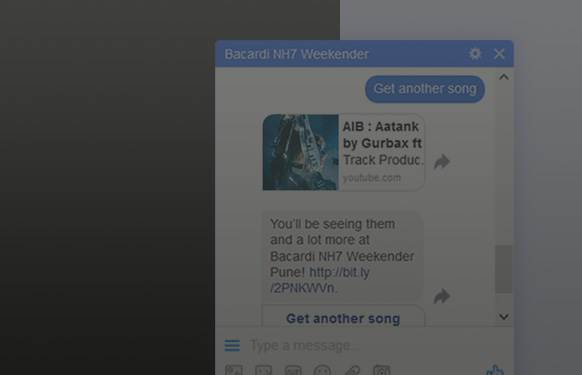 Bacardi NH7 Weekender
Get another song
AIB : Aatank
by Gurbax ft
Track Produc.
youtube.com
You'll be seeing them
and a lot more at
Bacardi NH7 Weekender
Pune! http://bit.ly
/2PNKWVn.
Get another song
Type a message...